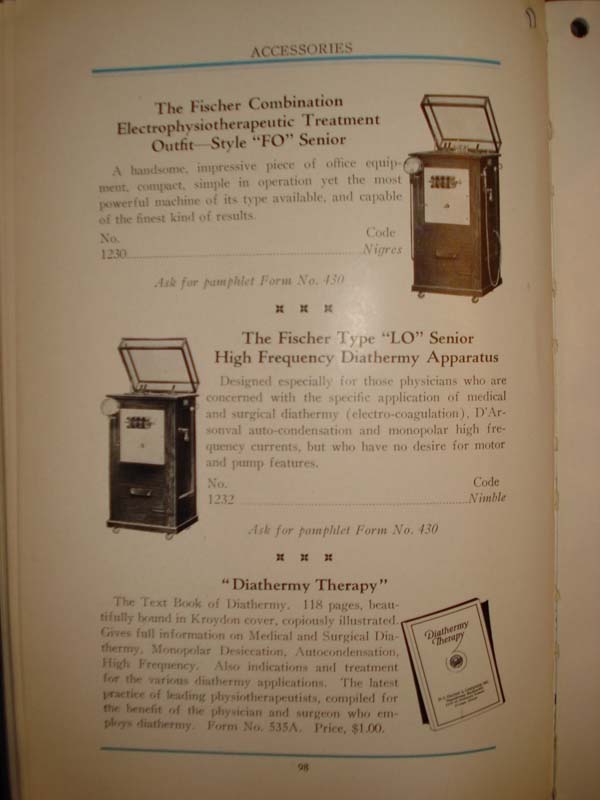 ACCESSORIES
The Fischer Combination
Electrophysiotherapeutic Treatment
Outfit—Style "FO" Senior
A handsome, impressive piece of office equip-
ment, compact, simple in operation yet the most
powerful machine of its type available, and capable
of the finest kind of results.
No. Code
1230 Nigres
Ask for pamphlet Form No. 430
The Fischer Type "LO" Senior
High Frequency Diathermy Apparatus
Designed especially for those physicians who are
concerned with the specific application of medical
and surgical diathermy (electro-coagulation), D'Ar-
sonval auto-condensation and monopolar high fre-
quency currents, but who have no desire for motor
and pump features.
No. Code
1232 Nimble
Ask for pamphlet Form No. 430
"Diathermy Therapy"
The Text Book of Diathermy. 118 pages, beau-
tifully bound in Kroydon cover, copiously illustrated.
Gives full information on Medical and Surgical Dia-
thermy, Monopolar Desiccation, Autocondensation,
High Frequency. Also indications and treatment
for the various diathermy applications. The latest
practice of leading physiotherapeutists, compiled for
the benefit of the physician and surgeon who em-
ploys diathermy. Form No. 535A. Price, $1.00.
Diathermy
Therapy
98